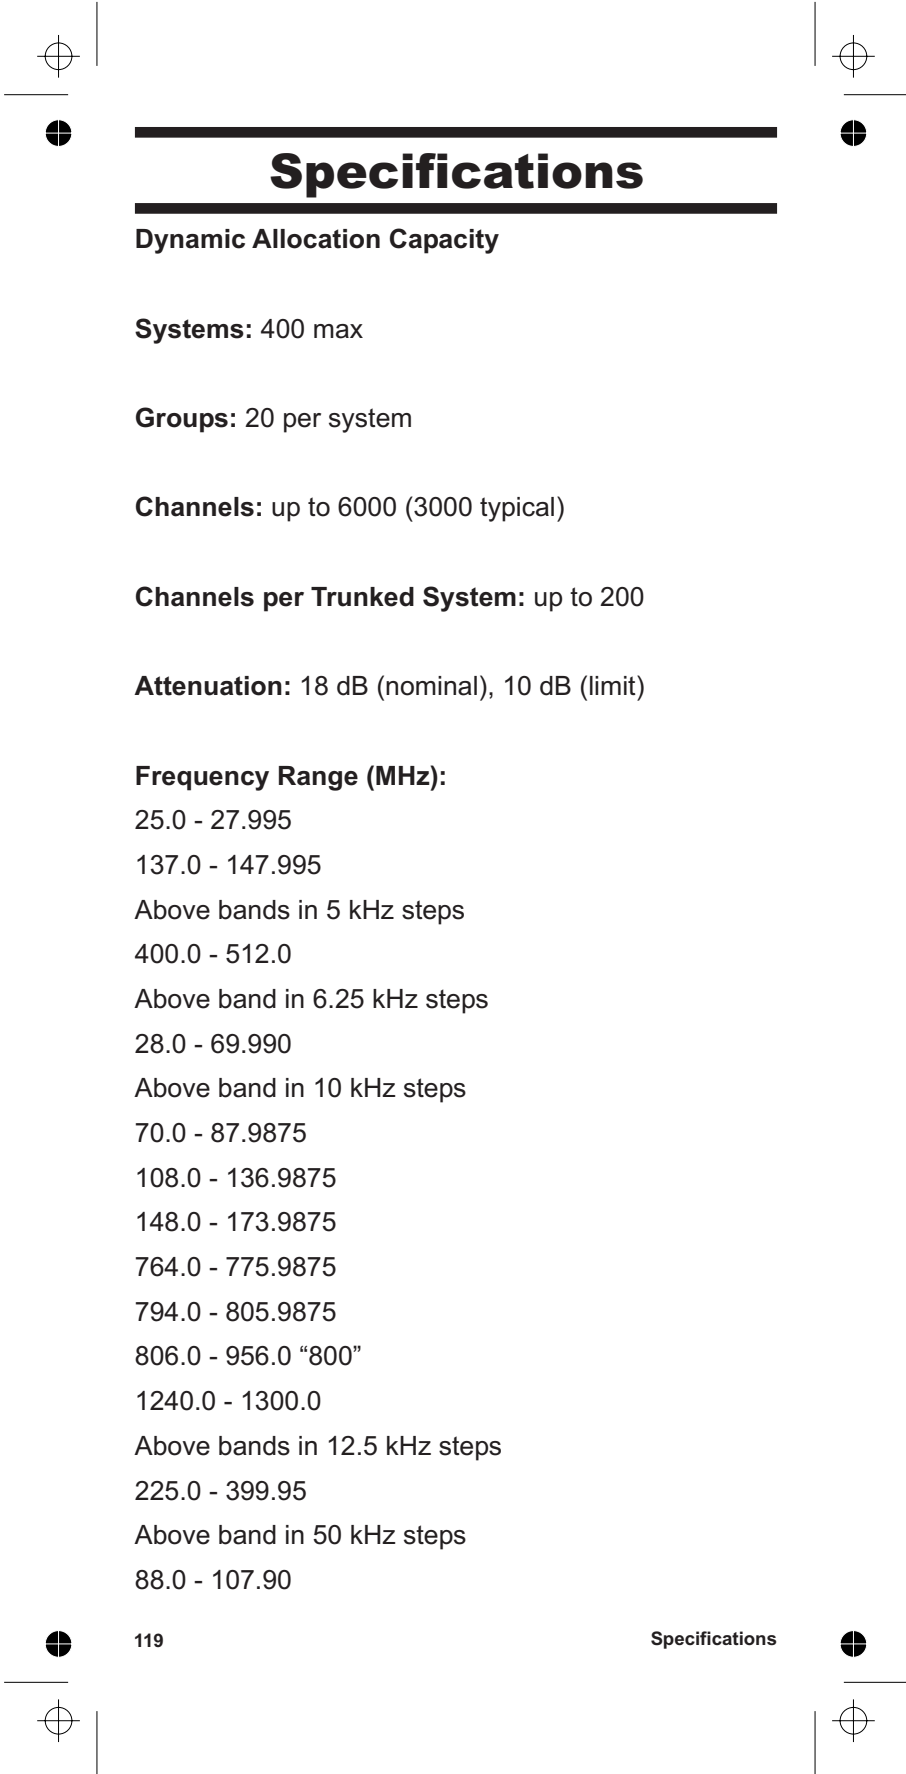 Specifications
Dynamic Allocation Capacity
Systems: 400 max
Groups: 20 per system
Channels: up to 6000 (3000 typical)
Channels per Trunked System: up to 200
Attenuation: 18 dB (nominal), 10 dB (limit)
Frequency Range (MHz):
25.0 - 27.995
137.0 - 147.995
Above bands in 5 kHz steps
400.0 - 512.0
Above band in 6.25 kHz steps
28.0 - 69.990
Above band in 10 kHz steps
70.0 - 87.9875
108.0 - 136.9875
148.0 - 173.9875
764.0 - 775.9875
794.0 - 805.9875
806.0 - 956.0 “800”
1240.0 - 1300.0
Above bands in 12.5 kHz steps
225.0 - 399.95
Above band in 50 kHz steps
88.0 - 107.90
119 Specifications